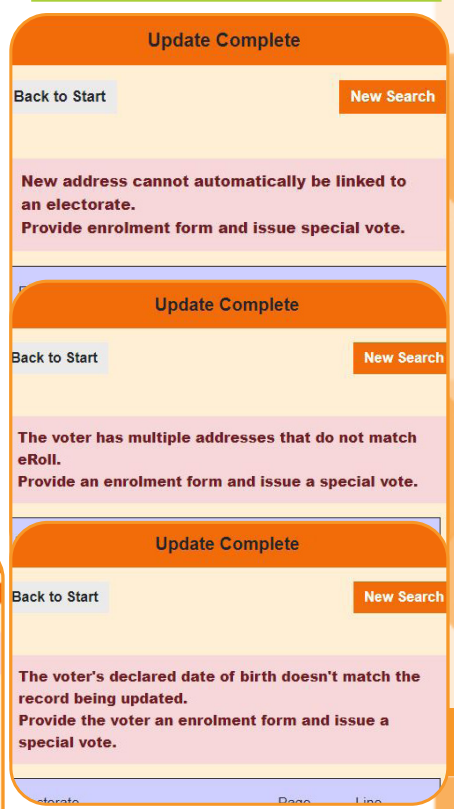 Update Complete
Back to Start New Search
New address cannot automatically be linked to
an electorate.
Provide enrolment form and issue special vote.
Update Complete
Back to Start New Search
The voter has multiple addresses that do not match
eRoll.
Provide an enrolment form and issue a special vote.
Update Complete
Back to Start New Search
The voter's declared date of birth doesn't match the
record being updated.
Provide the voter an enrolment form and issue a
special vote.
Page Line